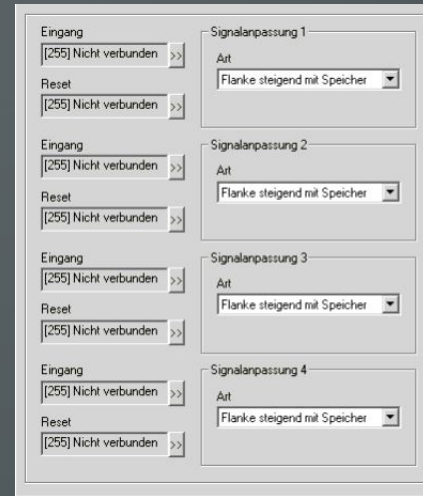 Eingang
[255] Nicht verbunden >>
Reset
[255] Nicht verbunden >>
Signalanpassung 1
Art
Flanke steigend mit Speicher
Eingang
[255] Nicht verbunden >>
Reset
[255] Nicht verbunden >>
Signalanpassung 2
Art
Flanke steigend mit Speicher
Eingang
[255] Nicht verbunden >>
Reset
[255] Nicht verbunden >>
Signalanpassung 3
Art
Flanke steigend mit Speicher
Eingang
[255] Nicht verbunden >>
Reset
[255] Nicht verbunden >>
Signalanpassung 4
Art
Flanke steigend mit Speicher